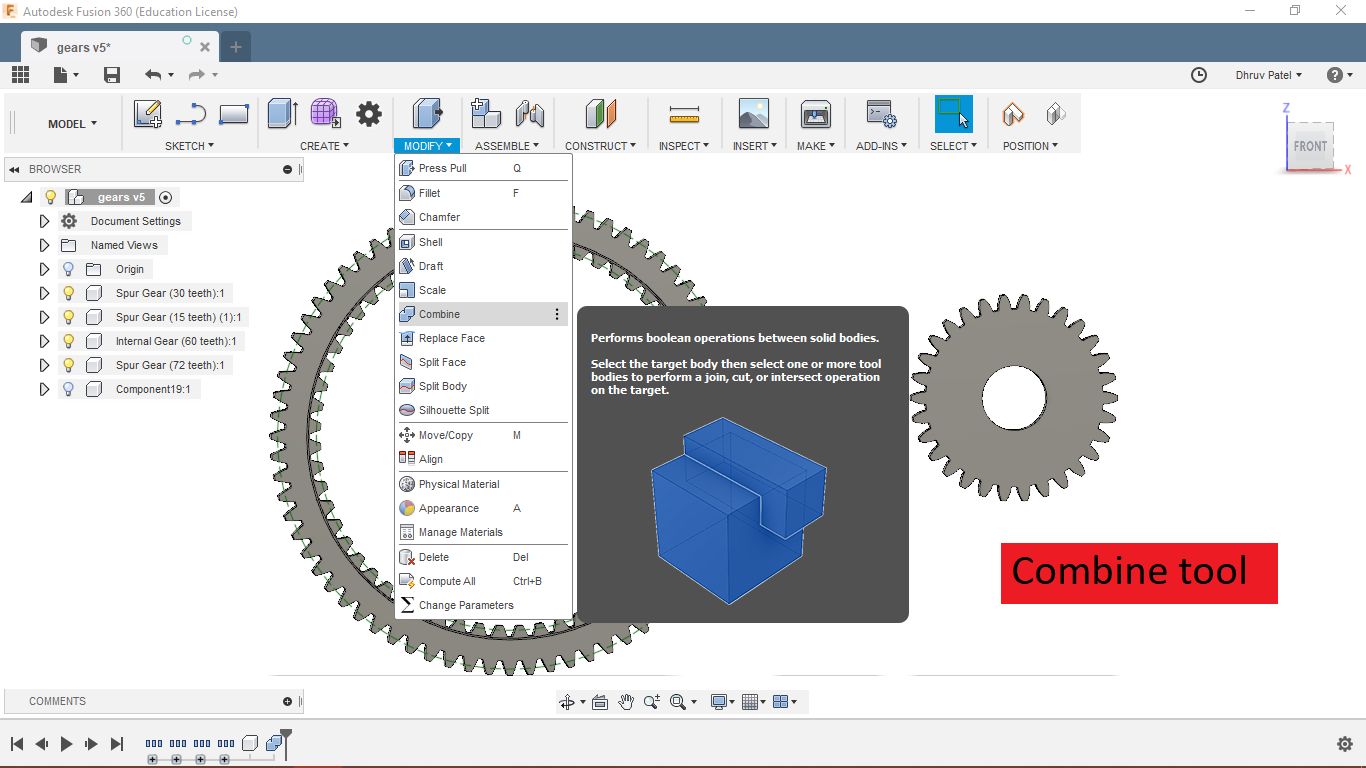 Autodesk Fusion 360 (Education License)
gears v5*
Dhruv Patel
MODEL
SKETCH
CREATE
MODIFY
ASSEMBLE
CONSTRUCT
INSPECT
INSERT
MAKE
ADD-INS
SELECT
POSITION
Z
FRONT
X
BROWSER
gears v5
Document Settings
Named Views
Origin
Spur Gear (30 teeth):1
Spur Gear (15 teeth) (1):1
Internal Gear (60 teeth):1
Spur Gear (72 teeth):1
Component19:1
Press Pull Q
Fillet F
Chamfer
Shell
Draft
Scale
Combine
Replace Face
Split Face
Split Body
Silhouette Split
Move/Copy M
Align
Physical Material
Appearance A
Manage Materials
Delete Del
Compute All Ctrl+B
Change Parameters
Performs boolean operations between solid bodies.
Select the target body then select one or more tool
bodies to perform a join, cut, or intersect operation
on the target.
Combine tool
COMMENTS